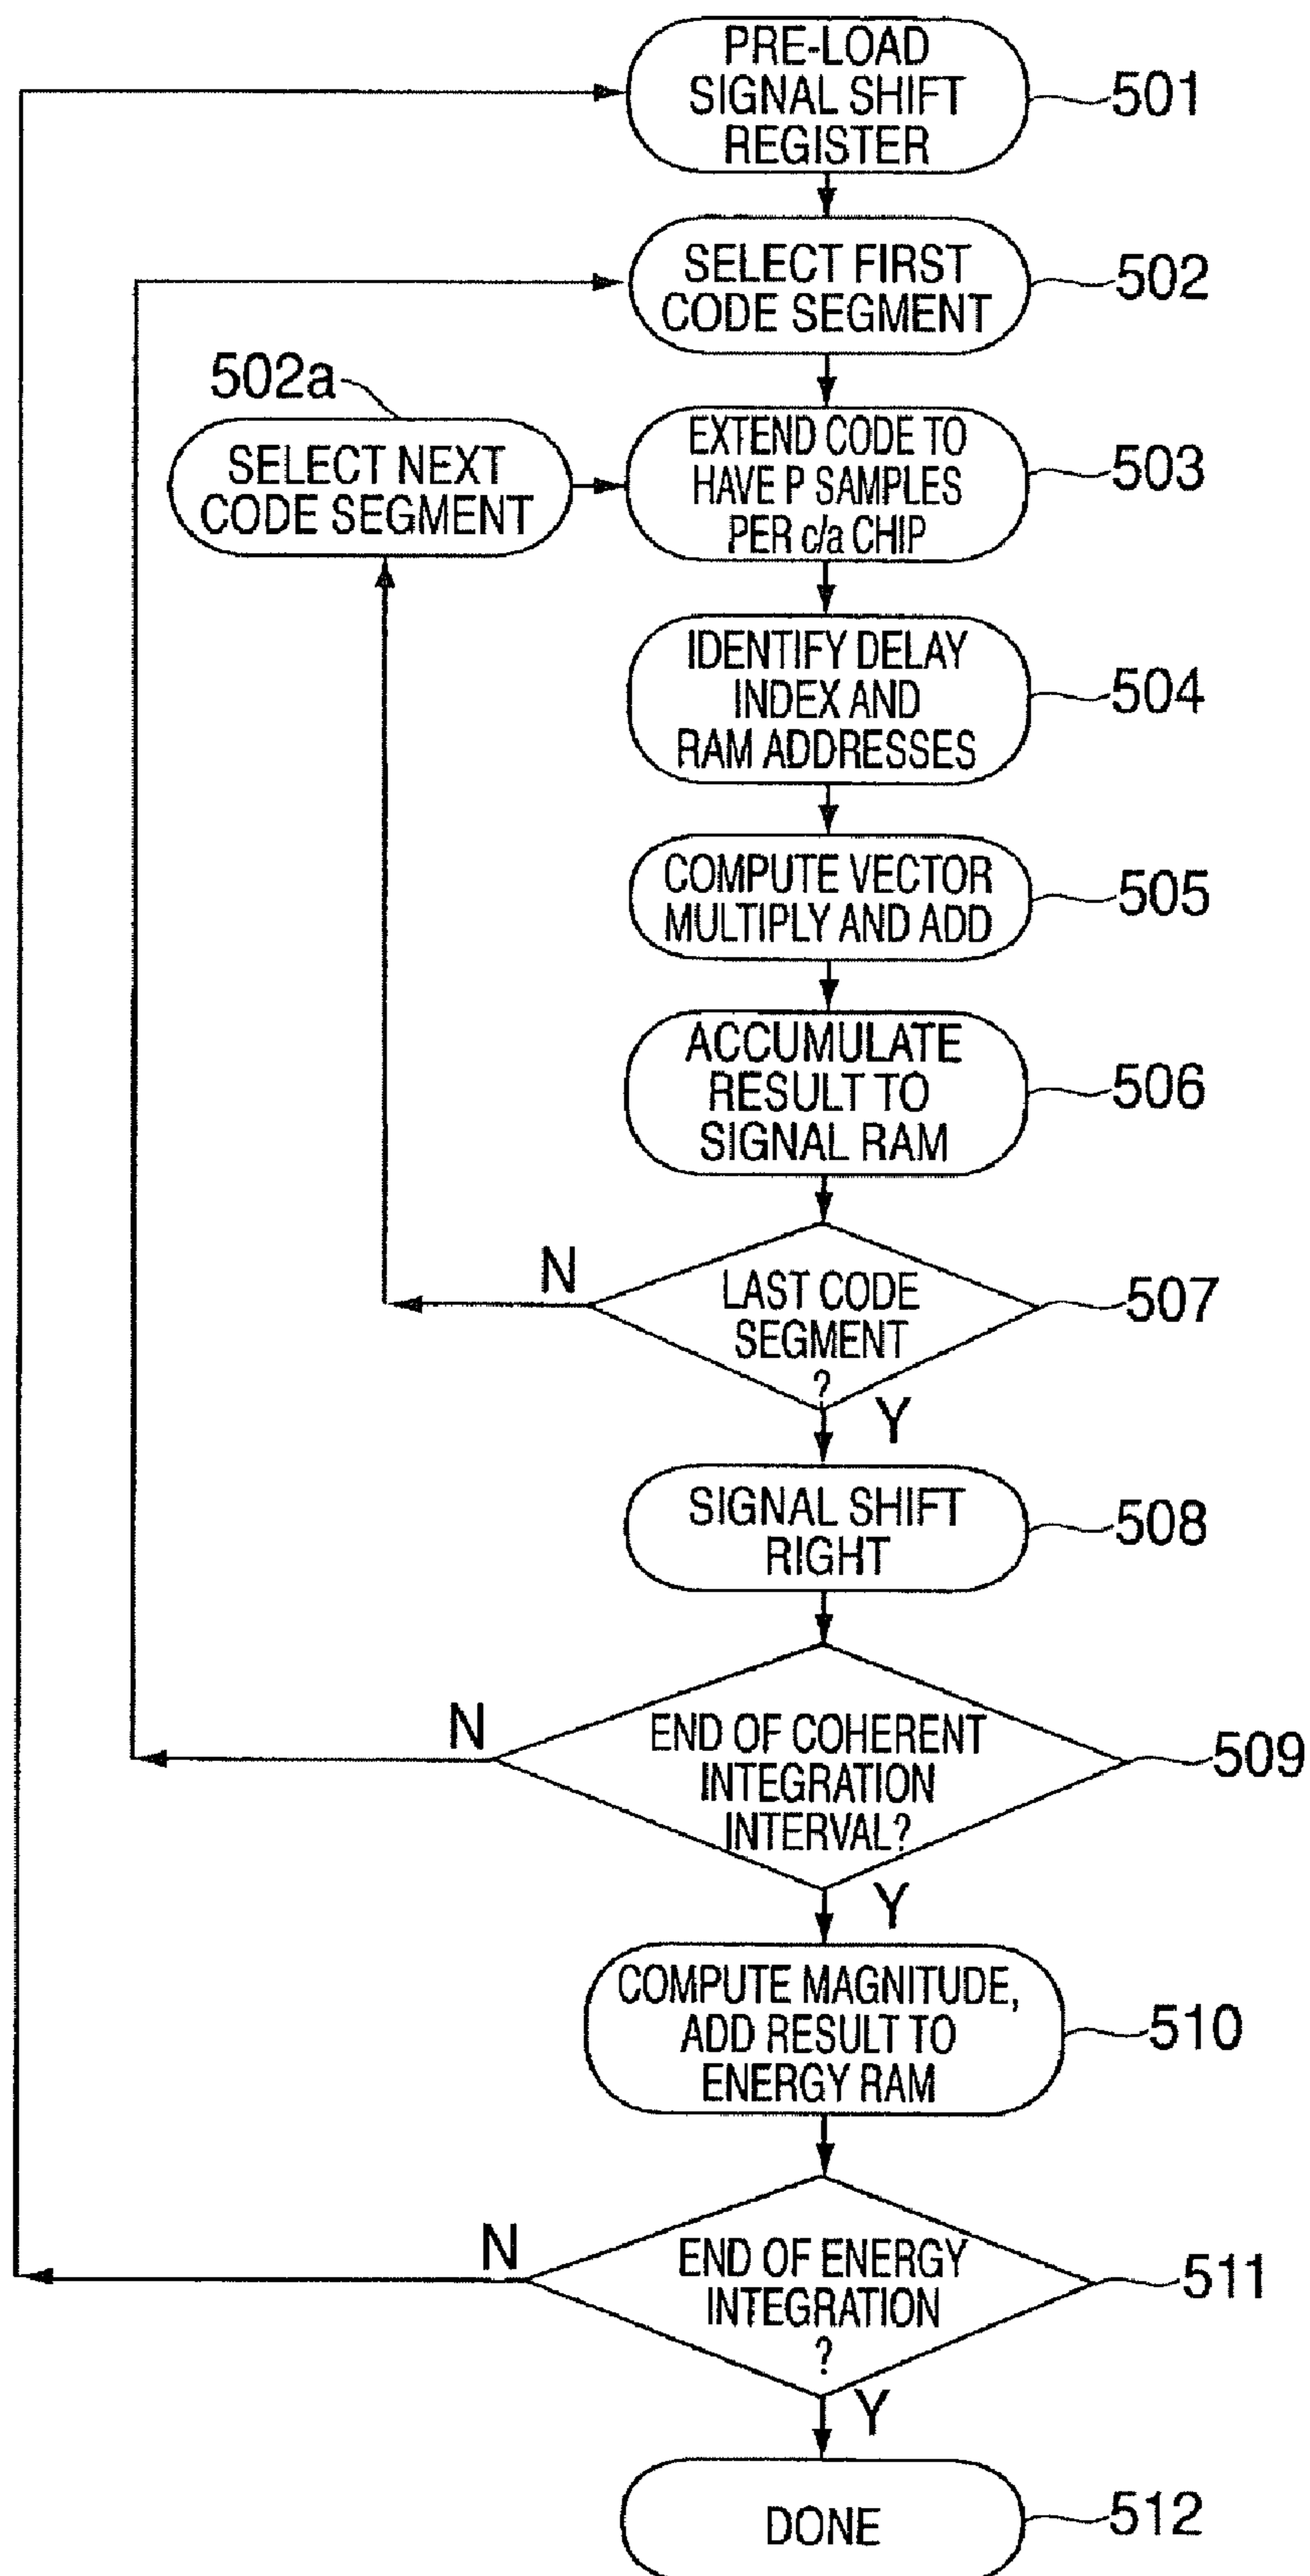 PRE-LOAD
SIGNAL SHIFT
REGISTER
501
SELECT FIRST
CODE SEGMENT
502
502a
SELECT NEXT
CODE SEGMENT
EXTEND CODE TO
HAVE P SAMPLES
PER c/a CHIP
503
IDENTIFY DELAY
INDEX AND
RAM ADDRESSES
504
COMPUTE VECTOR
MULTIPLY AND ADD
505
ACCUMULATE
RESULT TO
SIGNAL RAM
506
N
LAST CODE
SEGMENT
?
507
Y
SIGNAL SHIFT
RIGHT
508
N
END OF COHERENT
INTEGRATION
INTERVAL?
509
Y
COMPUTE MAGNITUDE,
ADD RESULT TO
ENERGY RAM
510
N
END OF ENERGY
INTEGRATION
?
511
Y
DONE
512